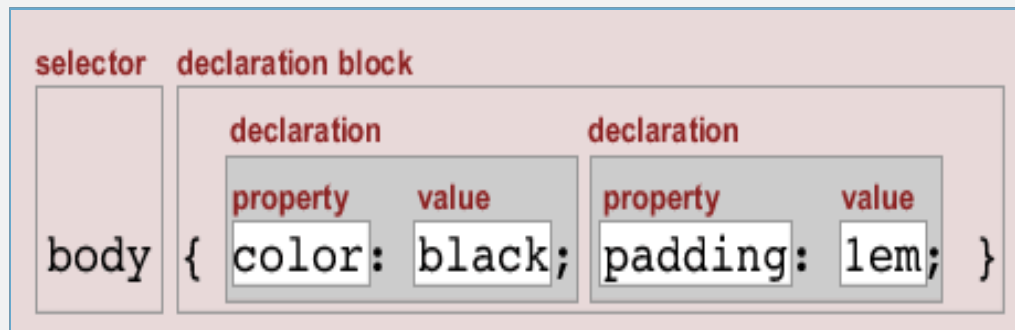 selector declaration block
declaration declaration
property value property value
body { color: black; padding: 1em; }